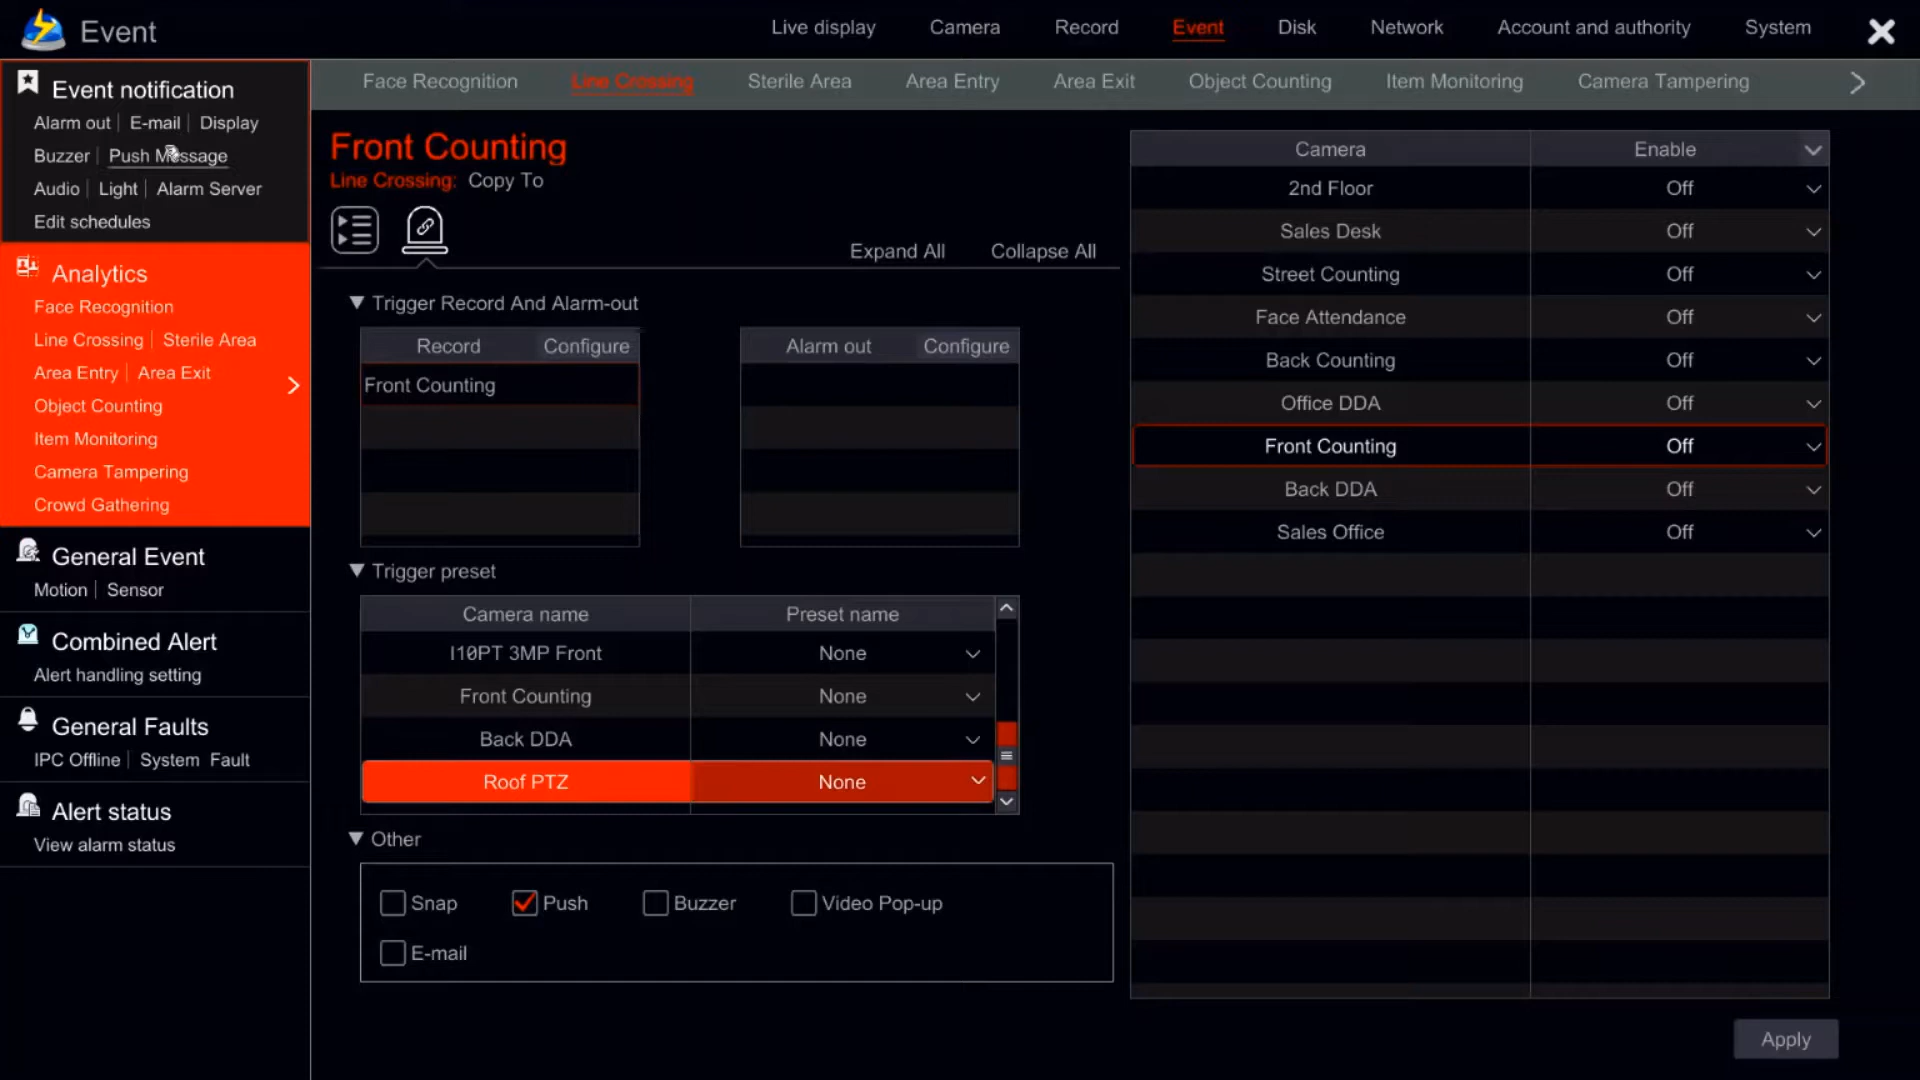 Event
Live display Camera Record Event Disk Network Account and authority System
Event notification
Alarm out | E-mail | Display
Buzzer | Push Message
Audio | Light | Alarm Server
Edit schedules
Analytics
Face Recognition
Line Crossing | Sterile Area
Area Entry | Area Exit
Object Counting
Item Monitoring
Camera Tampering
Crowd Gathering
General Event
Motion | Sensor
Combined Alert
Alert handling setting
General Faults
IPC Offline | System Fault
Alert status
View alarm status
Face Recognition Line Crossing Sterile Area Area Entry Area Exit Object Counting Item Monitoring Camera Tampering
Front Counting
Line Crossing: Copy To
Expand All Collapse All
Trigger Record And Alarm-out
Record Configure
Front Counting
Alarm out Configure
Trigger preset
Camera name Preset name
I10PT 3MP Front None
Front Counting None
Back DDA None
Roof PTZ None
Other
Snap Push Buzzer Video Pop-up
E-mail
Camera Enable
2nd Floor Off
Sales Desk Off
Street Counting Off
Face Attendance Off
Back Counting Off
Office DDA Off
Front Counting Off
Back DDA Off
Sales Office Off
Apply